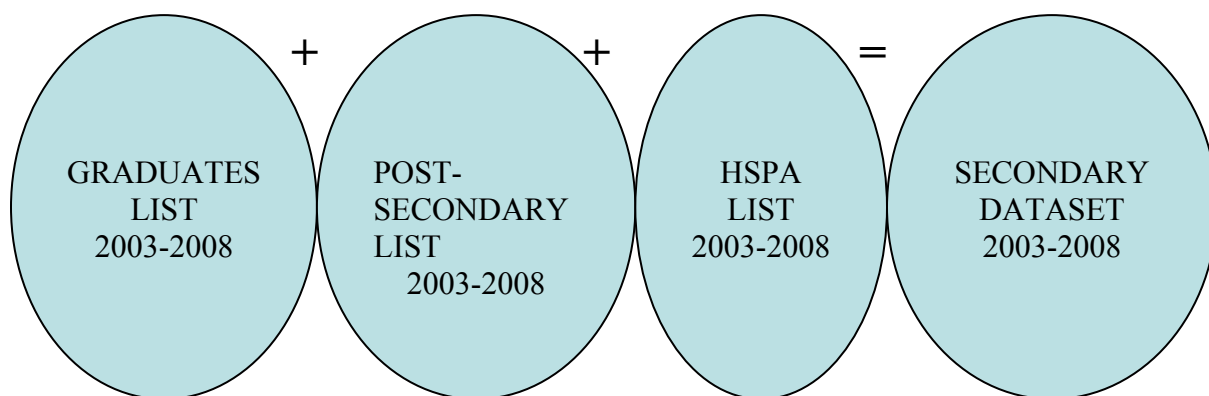 + + =
GRADUATES
LIST
2003-2008
POST-
SECONDARY
LIST
2003-2008
HSPA
LIST
2003-2008
SECONDARY
DATASET
2003-2008